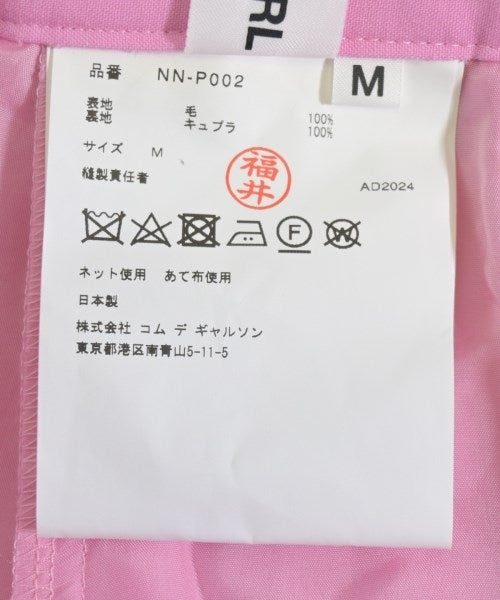 RL
M
品番 NN-P002
表地 毛 100%
裏地 キュプラ 100%
サイズ M
縫製責任者 福井
AD2024
F W
ネット使用 あて布使用
日本製
株式会社 コム デ ギャルソン
東京都港区南青山5-11-5